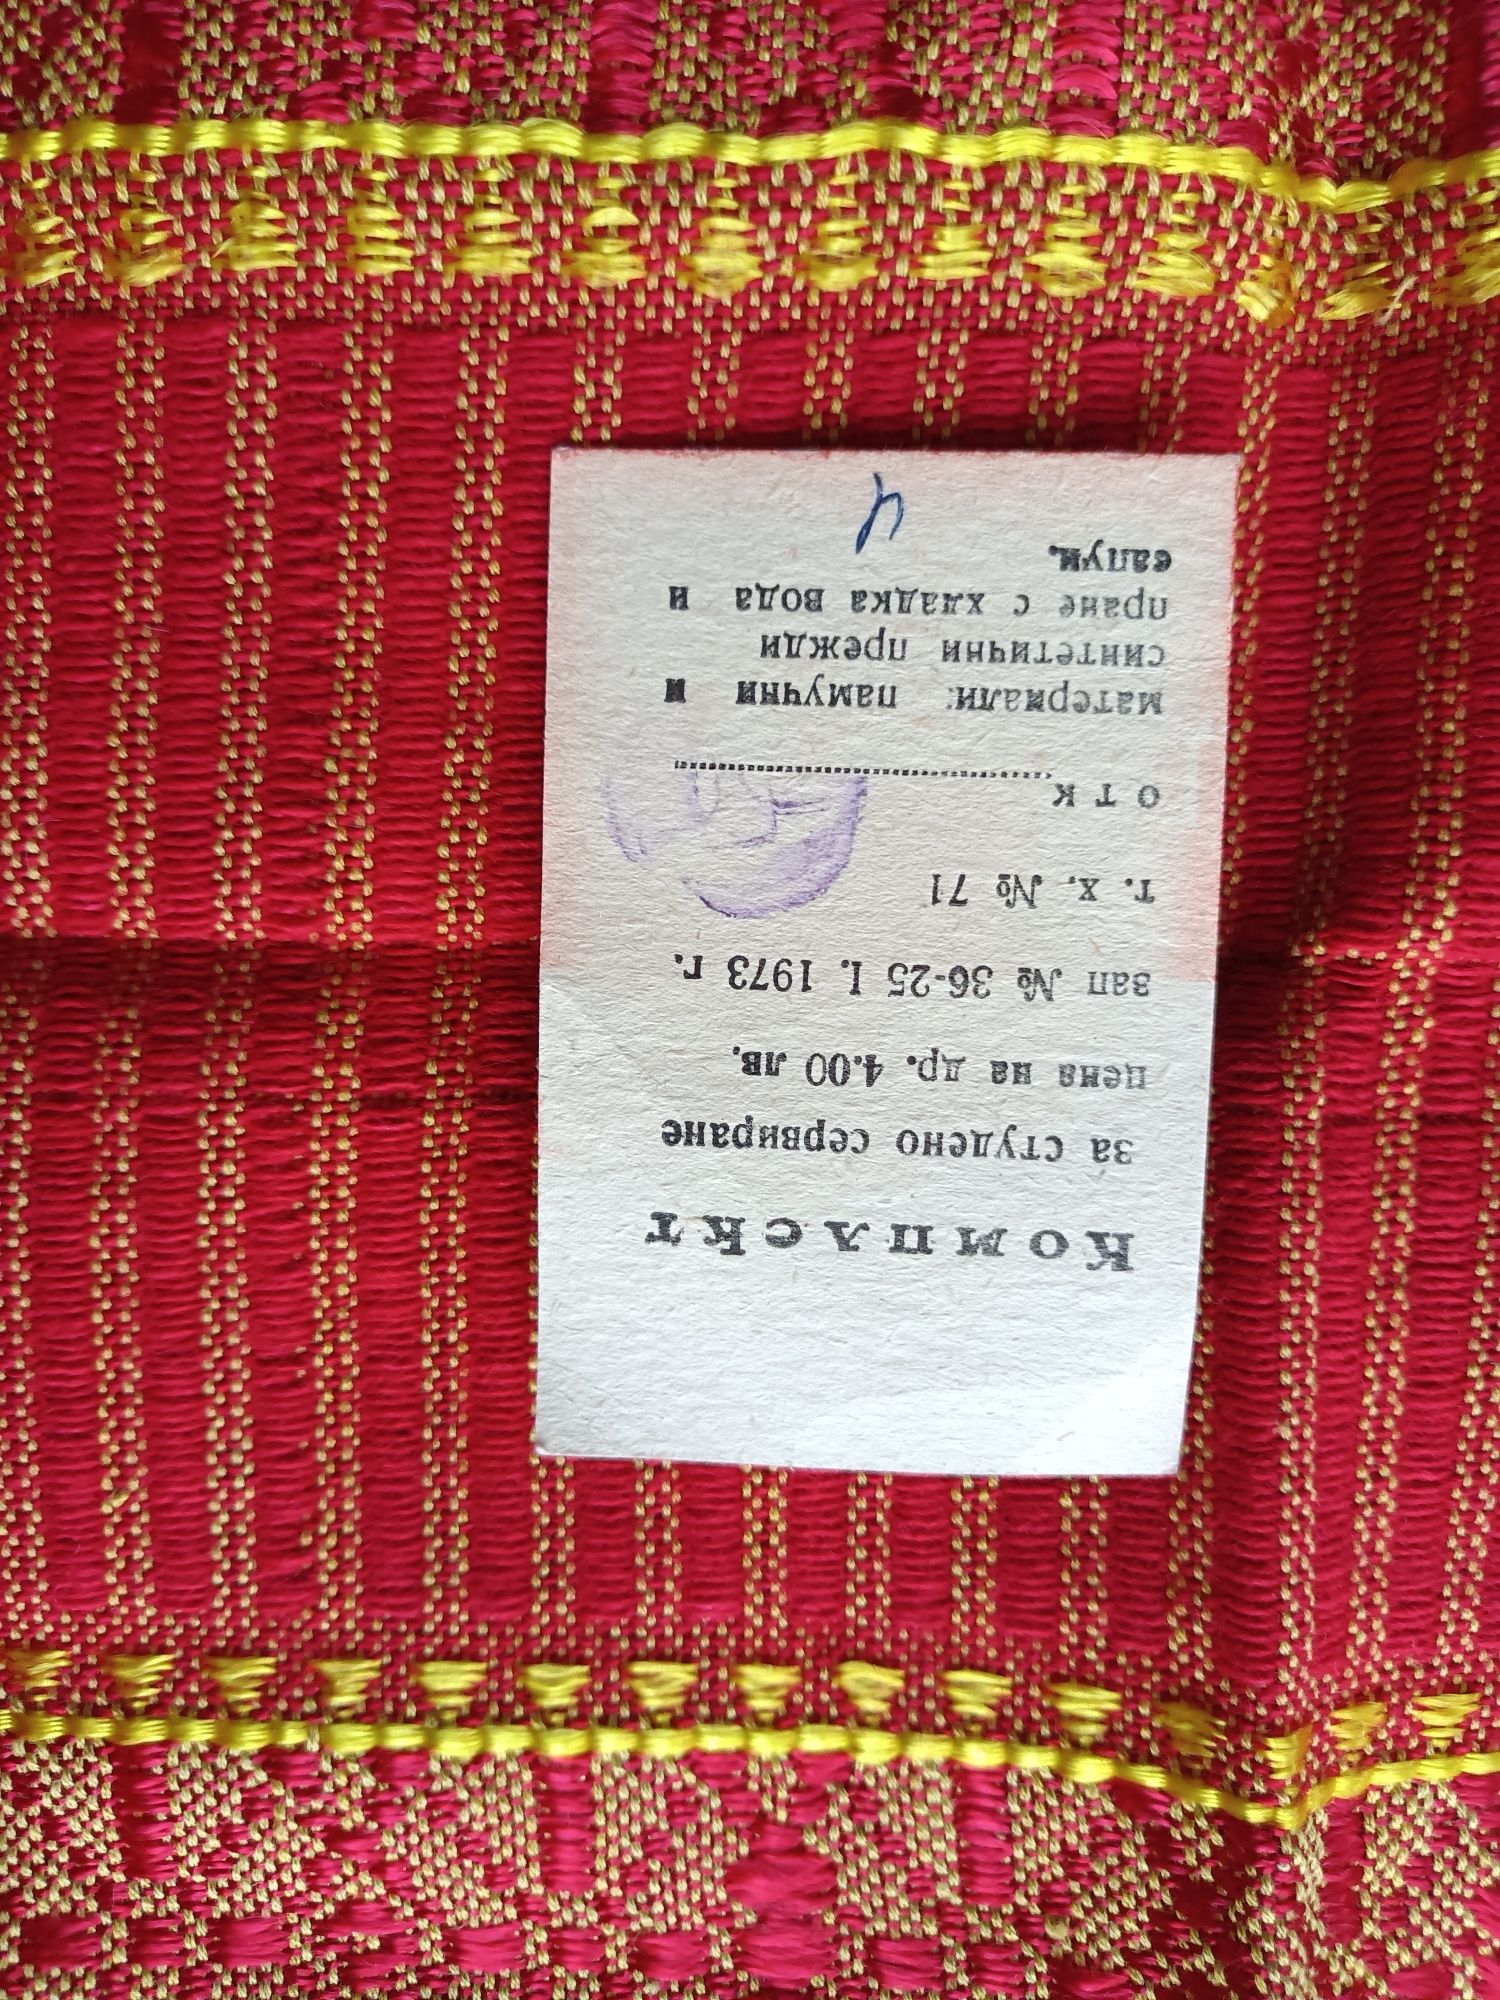 Комплект
за студено сервиране
цена на др. 4.00 лв.
зап № 36-25 I. 1973 г.
т. х. № 71
О Т К
материали: памучни и
синтетични прежди
пране с хладка вода и
сапун.